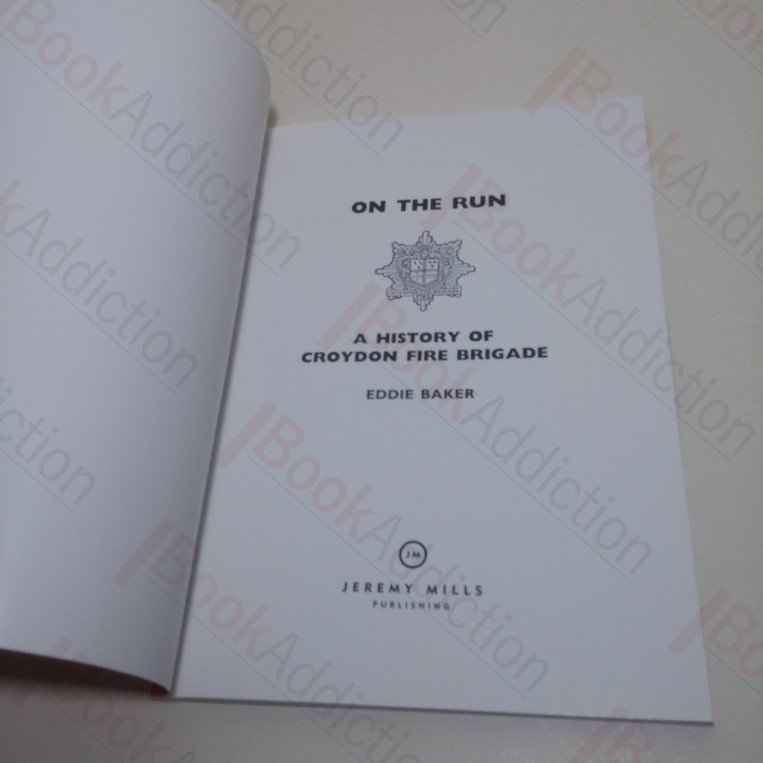 ON THE RUN
A HISTORY OF
CROYDON FIRE BRIGADE
EDDIE BAKER
JM
JEREMY MILLS
PUBLISHING
BookAddiction